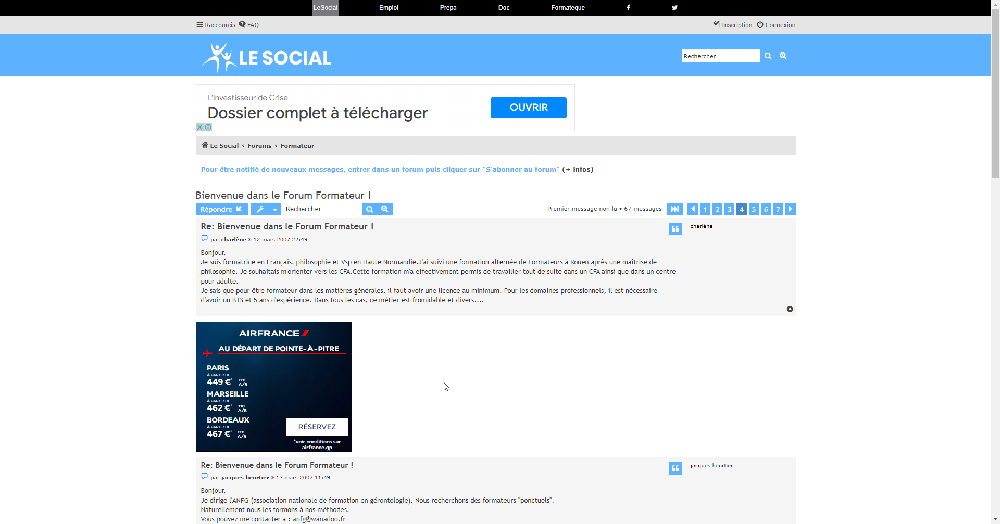 LeSocial Emploi Prepa Doc Formateque
Raccourcis FAQ Inscription Connexion
LE SOCIAL
Rechercher…
L'Investisseur de Crise
Dossier complet à télécharger
OUVRIR
Le Social ‹ Forums ‹ Formateur
Pour être notifié de nouveaux messages, entrer dans un forum puis cliquer sur "S'abonner au forum" (+ infos)
Bienvenue dans le Forum Formateur !
Répondre Rechercher… Premier message non lu • 67 messages 1 2 3 4 5 6 7
Re: Bienvenue dans le Forum Formateur !
charlène
par charlène » 12 mars 2007 22:49
Bonjour,
Je suis formatrice en Français, philosophie et Vsp en Haute Normandie.J'ai suivi une formation alternée de Formateurs à Rouen après une maîtrise de
philosophie. Je souhaitais m'orienter vers les CFA.Cette formation m'a effectivement permis de travailler tout de suite dans un CFA ainsi que dans un centre
pour adulte.
Je sais que pour être formateur dans les matières générales, il faut avoir une licence au minimum. Pour les domaines professionnels, il est nécessaire
d'avoir un BTS et 5 ans d'expérience. Dans tous les cas, ce métier est fromidable et divers....
AIRFRANCE
AU DÉPART DE POINTE-À-PITRE
PARIS
À PARTIR DE
449 €* TTC A/R
MARSEILLE
À PARTIR DE
462 €* TTC A/R
BORDEAUX
À PARTIR DE
467 €* TTC A/R
RÉSERVEZ
*voir conditions sur
airfrance.gp
Re: Bienvenue dans le Forum Formateur !
jacques heurtier
par jacques heurtier » 13 mars 2007 11:49
Bonjour,
Je dirige l'ANFG (association nationale de formation en gérontologie). Nous recherchons des formateurs "ponctuels".
Naturellement nous les formons à nos méthodes.
Vous pouvez me contacter a : anfg@wanadoo.fr